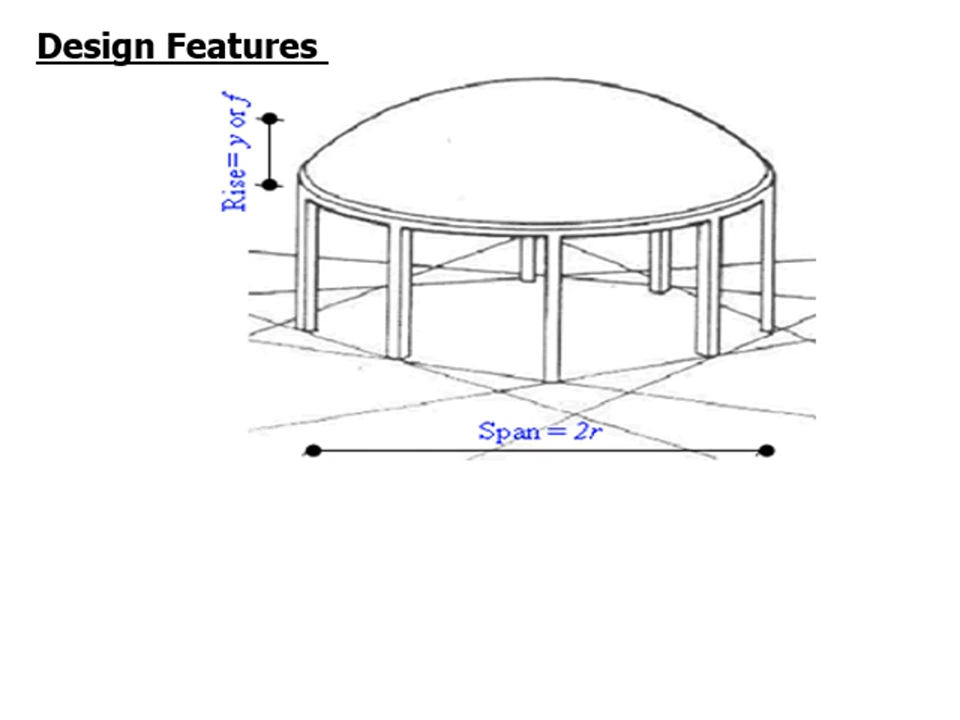 Design Features
Rise= y or f
Span = 2r